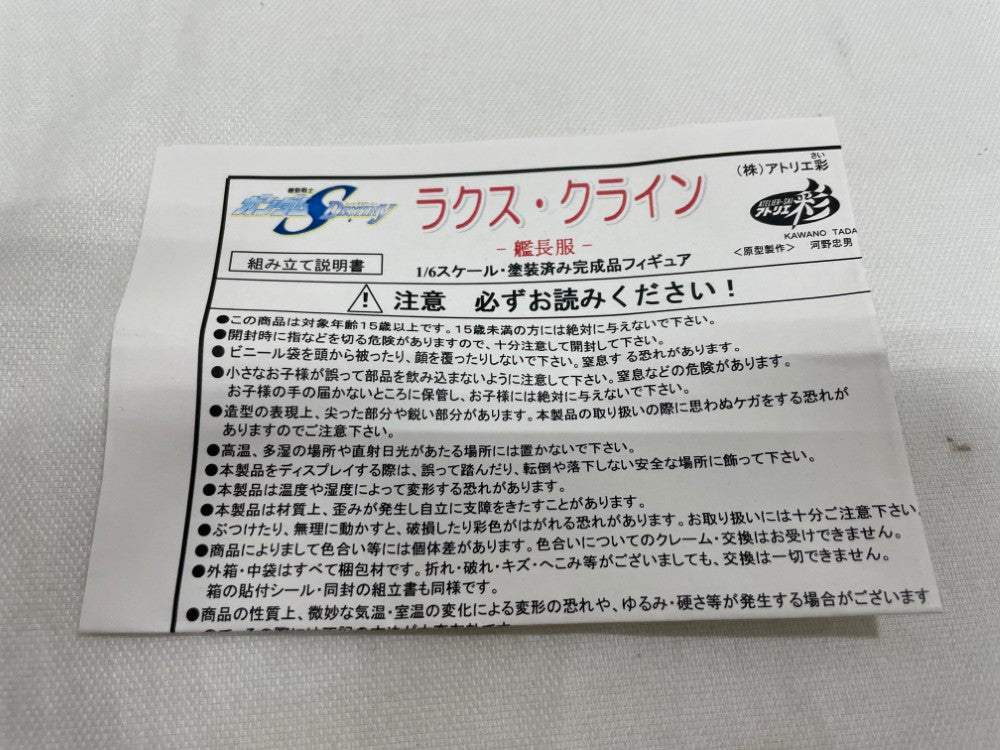 (株)アトリエ彩
さい
機動戦士
ガンダムSEED DESTINY
ラクス・クライン
ATELIER-SAI
アトリエ彩
- 艦長服 -
KAWANO TADA
<原型製作> 河野忠男
組み立て説明書
1/6スケール・塗装済み完成品フィギュア
注意 必ずお読みください！
●この商品は対象年齢15歳以上です。15歳未満の方には絶対に与えないで下さい。
●開封時に指などを切る危険がありますので、十分注意して開封して下さい。
●ビニール袋を頭から被ったり、顔を覆ったりしないで下さい。窒息する恐れがあります。
●小さなお子様が誤って部品を飲み込まないように注意して下さい。窒息などの危険があります。
お子様の手の届かないところに保管し、お子様には絶対に与えないで下さい。
●造型の表現上、尖った部分や鋭い部分があります。本製品の取り扱いの際に思わぬケガをする恐れが
ありますのでご注意下さい。
●高温、多湿の場所や直射日光があたる場所には置かないで下さい。
●本製品をディスプレイする際は、誤って踏んだり、転倒や落下しない安全な場所に飾って下さい。
●本製品は温度や湿度によって変形する恐れがあります。
●本製品は材質上、歪みが発生し自立に支障をきたすことがあります。
●ぶつけたり、無理に動かすと、破損したり彩色がはがれる恐れがあります。お取り扱いには十分ご注意下さい
●商品によりまして色合い等には個体差があります。色合いについてのクレーム・交換はお受けできません。
●外箱・中袋はすべて梱包材です。折れ・破れ・キズ・へこみ等がございましても、交換は一切できません。
箱の貼付シール・同封の組立書も同様です。
●商品の性質上、微妙な気温・室温の変化による変形の恐れや、ゆるみ・硬さ等が発生する場合がございます